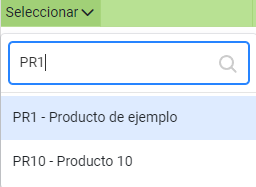 Seleccionar
PR1
PR1 - Producto de ejemplo
PR10 - Producto 10